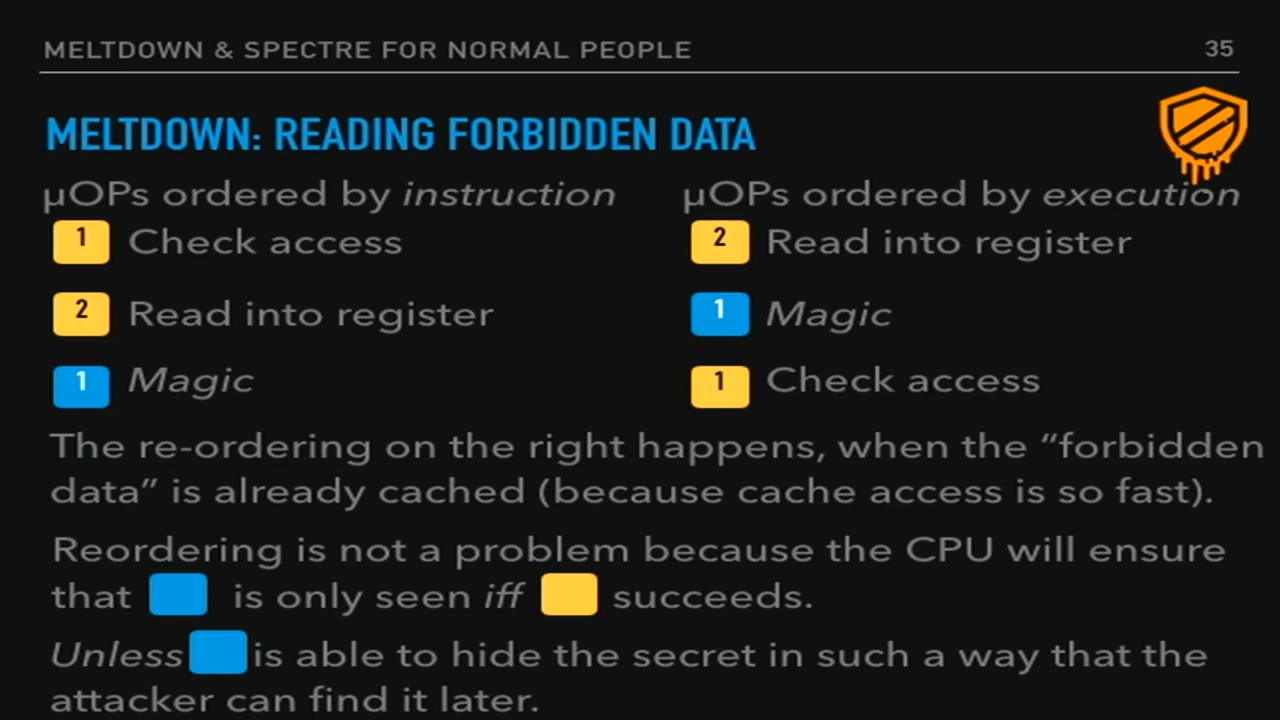 MELTDOWN & SPECTRE FOR NORMAL PEOPLE
35
MELTDOWN: READING FORBIDDEN DATA
µOPs ordered by instruction
1 Check access
2 Read into register
1 Magic
µOPs ordered by execution
2 Read into register
1 Magic
1 Check access
The re-ordering on the right happens, when the “forbidden
data” is already cached (because cache access is so fast).
Reordering is not a problem because the CPU will ensure
that is only seen iff succeeds.
Unless is able to hide the secret in such a way that the
attacker can find it later.